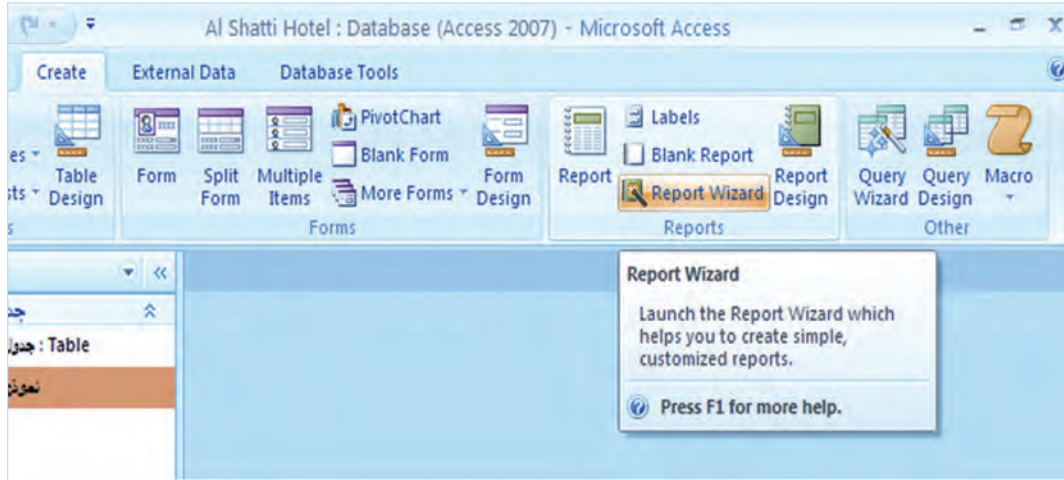 Al Shatti Hotel : Database (Access 2007) - Microsoft Access
Create External Data Database Tools
Table Design
Form
Split Form
Multiple Items
PivotChart
Blank Form
More Forms
Form Design
Forms
Report
Labels
Blank Report
Report Wizard
Report Design
Reports
Query Wizard
Query Design
Macro
Other
Report Wizard
Launch the Report Wizard which
helps you to create simple,
customized reports.
Press F1 for more help.
: Table